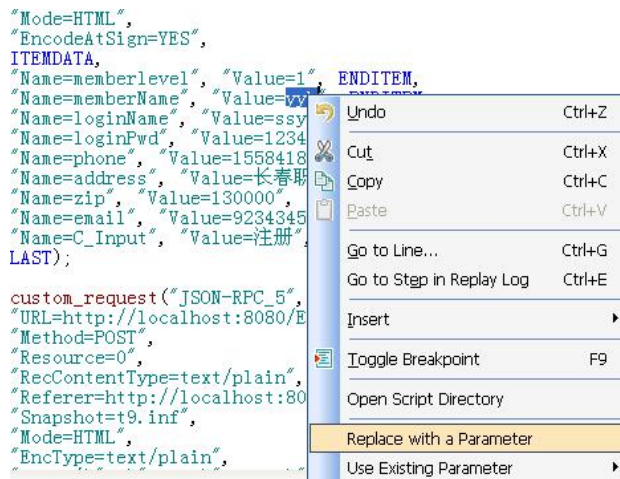 "Mode=HTML",
"EncodeAtSign=YES",
ITEMDATA,
"Name=memberlevel", "Value=1", ENDITEM,
"Name=memberName", "Value=yy
"Name=loginName", "Value=ssy
"Name=loginPwd", "Value=1234
"Name=phone", "Value=1558418
"Name=address", "Value=长春职
"Name=zip", "Value=130000",
"Name=email", "Value=9234345
"Name=C_Input", "Value=注册",
LAST);
custom_request("JSON-RPC_5",
"URL=http://localhost:8080/E
"Method=POST",
"Resource=0",
"RecContentType=text/plain",
"Referer=http://localhost:80
"Snapshot=t9.inf",
"Mode=HTML",
"EncType=text/plain",
Undo Ctrl+Z
Cut Ctrl+X
Copy Ctrl+C
Paste Ctrl+V
Go to Line... Ctrl+G
Go to Step in Replay Log Ctrl+E
Insert
Toggle Breakpoint F9
Open Script Directory
Replace with a Parameter
Use Existing Parameter